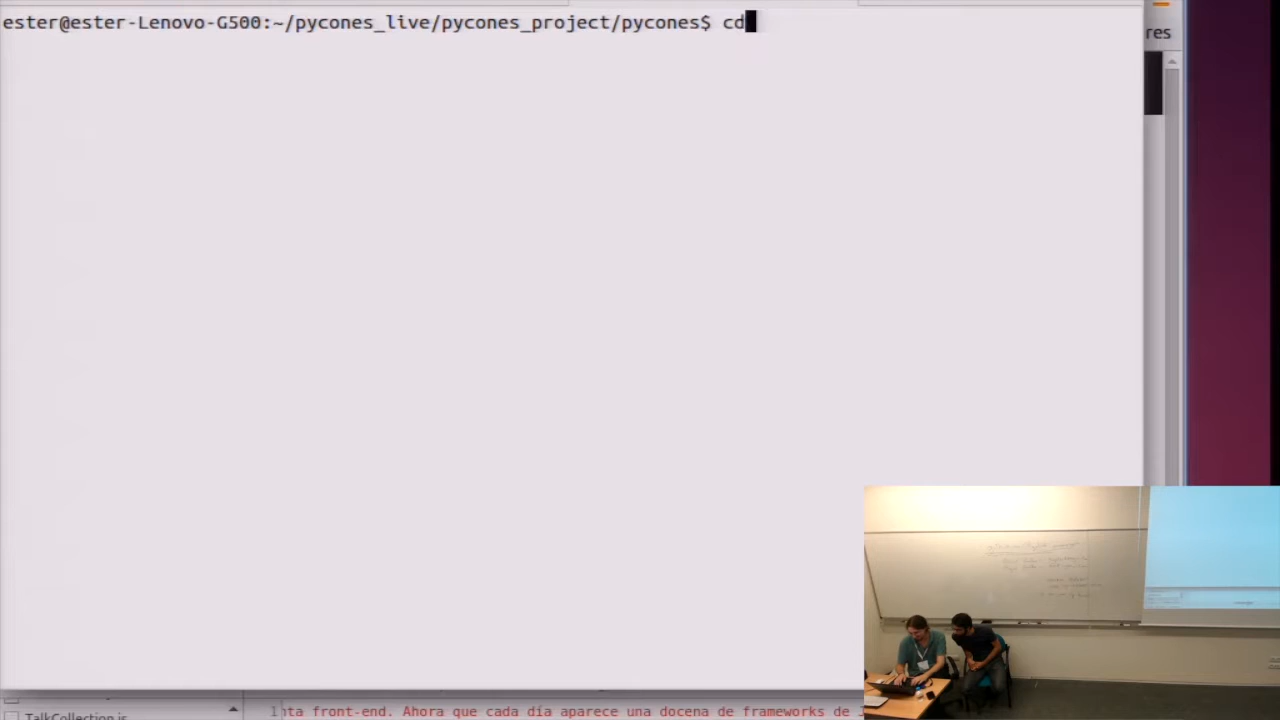 ester@ester-Lenovo-G500:~/pycones_live/pycones_project/pycones$ cd
res
TalkCollection.js
1 nta front-end. Ahora que cada día aparece una docena de frameworks de